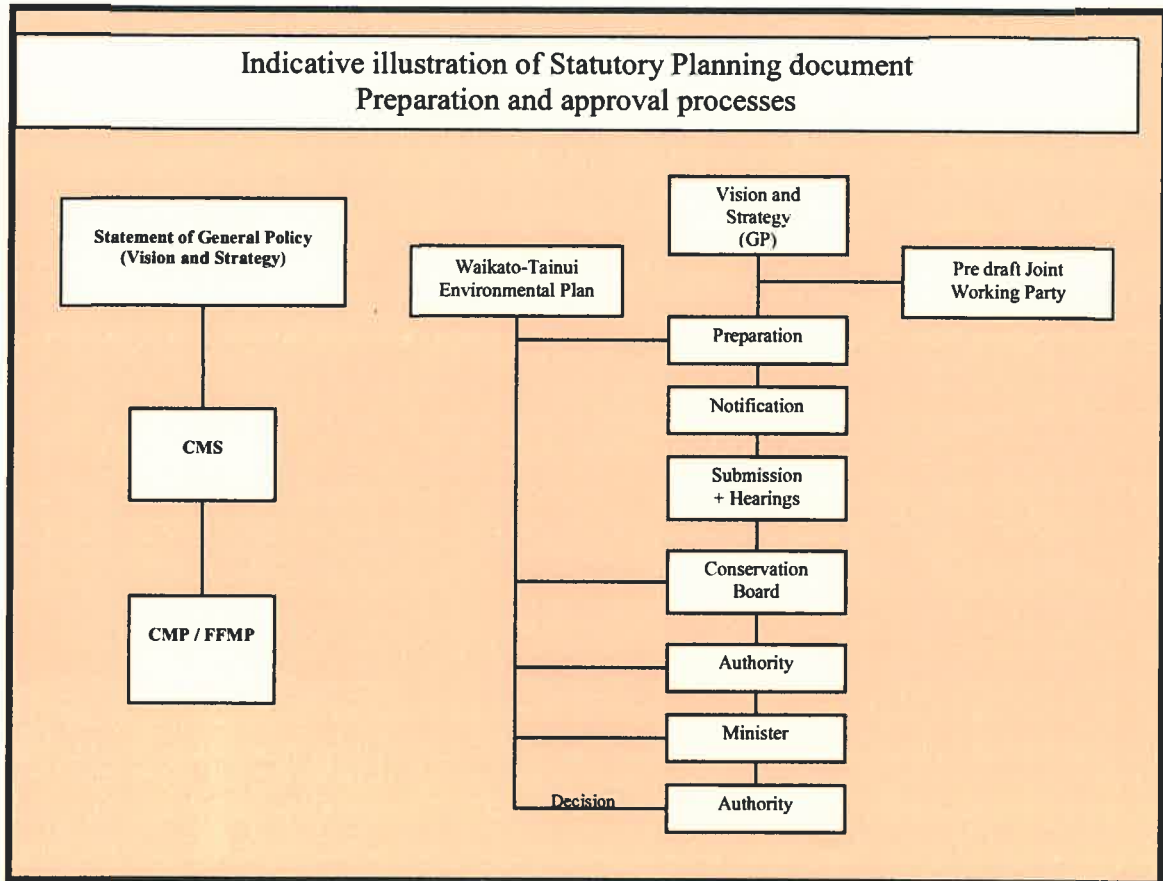 Indicative illustration of Statutory Planning document
Preparation and approval processes
Statement of General Policy
(Vision and Strategy)
CMS
CMP / FFMP
Waikato-Tainui
Environmental Plan
Vision and
Strategy
(GP)
Pre draft Joint
Working Party
Preparation
Notification
Submission
+ Hearings
Conservation
Board
Authority
Minister
Decision
Authority